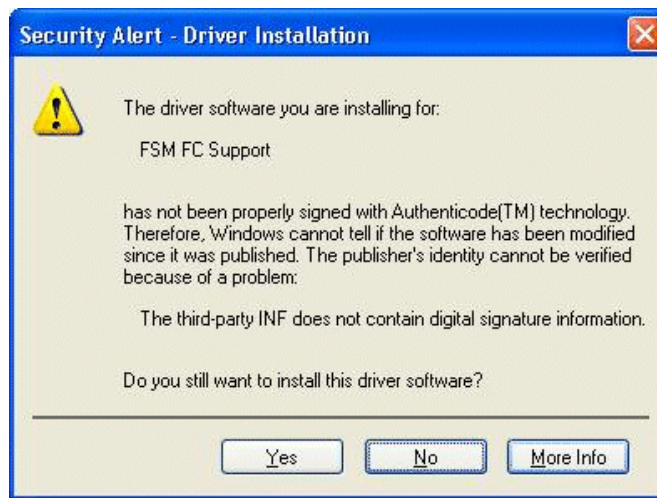 Security Alert - Driver Installation
The driver software you are installing for:
FSM FC Support
has not been properly signed with Authenticode(TM) technology.
Therefore, Windows cannot tell if the software has been modified
since it was published. The publisher's identity cannot be verified
because of a problem:
The third-party INF does not contain digital signature information.
Do you still want to install this driver software?
Yes
No
More Info